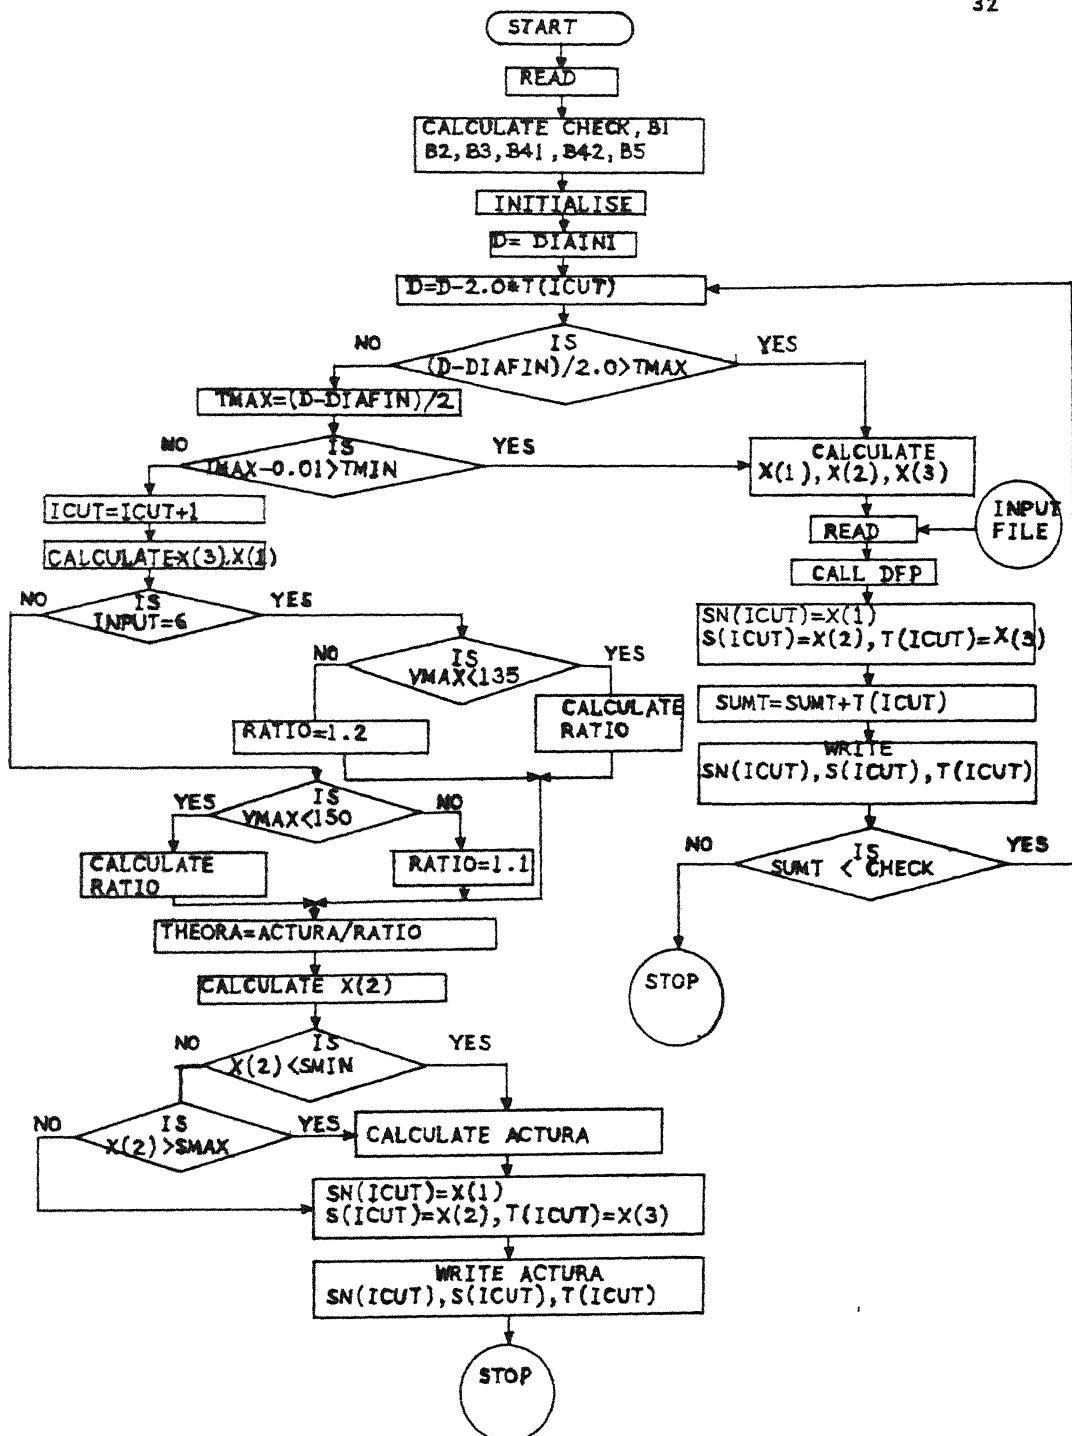 32
START
READ
CALCULATE CHECK, B1
B2, B3, B41, B42, B5
INITIALISE
D= DIAINI
D=D-2.0*T(ICUT)
NO
IS
YES
(D-DIAFIN)/2.0>TMAX
TMAX=(D-DIAFIN)/2
NO
IS
YES
TMAX-0.01>TMIN
CALCULATE
X(1), X(2), X(3)
ICUT=ICUT+1
INPUT
FILE
READ
CALCULATE X(3), X(1)
CALL DFP
NO
IS
YES
INPUT=6
SN(ICUT)=X(1)
S(ICUT)=X(2), T(ICUT)=X(3)
NO
IS
YES
VMAX<135
CALCULATE
RATIO
RATIO=1.2
SUMT=SUMT+T(ICUT)
WRITE
SN(ICUT), S(ICUT), T(ICUT)
YES
IS
NO
VMAX<150
CALCULATE
RATIO
RATIO=1.1
NO
IS
YES
SUMT < CHECK
THEORA=ACTURA/RATIO
CALCULATE X(2)
STOP
NO
IS
YES
X(2)<SMIN
NO
IS
YES
X(2)>SMAX
CALCULATE ACTURA
SN(ICUT)=X(1)
S(ICUT)=X(2), T(ICUT)=X(3)
WRITE ACTURA
SN(ICUT), S(ICUT), T(ICUT)
STOP